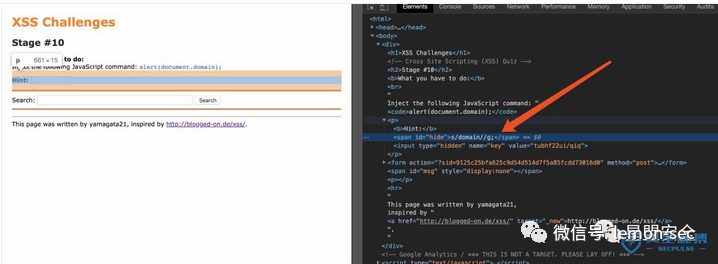 XSS Challenges
Stage #10
p 661 × 15
to do:
Inject the following JavaScript command: alert(document.domain);
Hint:
Search: Search
This page was written by yamagata21, inspired by http://blogged-on.de/xss/.
Elements Console Sources Network Performance Memory Application Security Audits
<html>
<head>…</head>
<body>
<div>
<h1>XSS Challenges</h1>
<!-- Cross Site Scripting (XSS) Quiz -->
<h2>Stage #10</h2>
<b>What you have to do:</b>
<br>
"
Inject the following JavaScript command: "
<code>alert(document.domain);</code>
<p>
<b>Hint:</b>
<span id="hide">s/domain//g;</span> == $0
<input type="hidden" name="key" value="tubhf22ui/qiq">
</p>
<form action="?sid=9125c25bfa625c9d54d514d7f5a85fcdd73016d0" method="post">…</form>
<span id="msg" style="display:none"></span>
<p></p>
<hr>
"
This page was written by yamagata21,
inspired by "
<a href="http://blogged-on.de/xss/" target="_new">http://blogged-on.de/xss/</a>
".
"
</div>
<!-- Google Analytics / *** THIS IS NOT A TARGET. PLEASE LAY OFF! *** -->
<script type="text/javascript">…</script>
微信号: lemonsec
SECPULSE